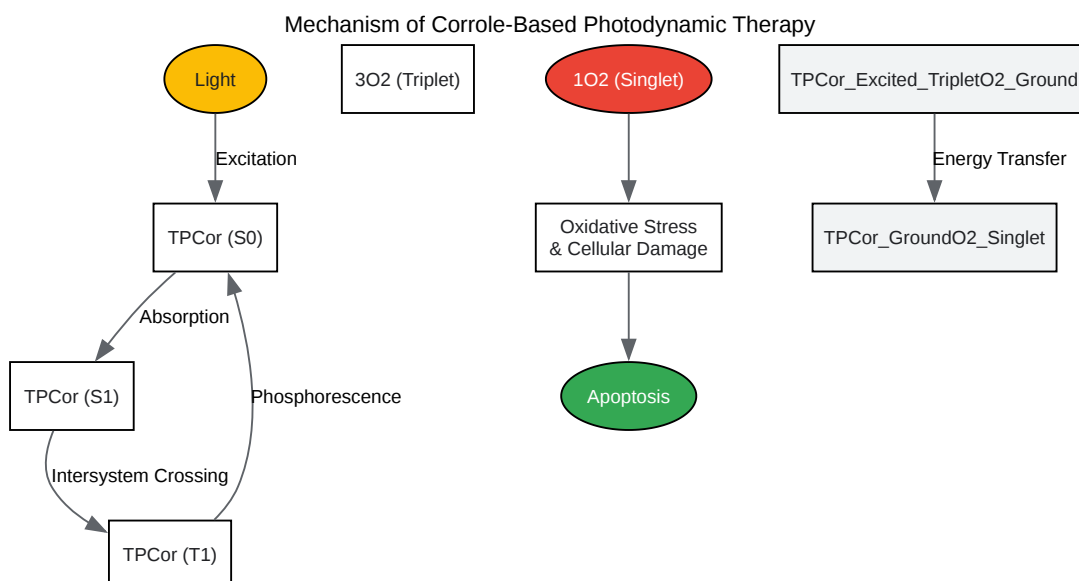 Mechanism of Corrole-Based Photodynamic Therapy
Light
3O2 (Triplet)
1O2 (Singlet)
TPCor_Excited_TripletO2_Ground
Excitation
Energy Transfer
TPCor (S0)
Oxidative Stress
& Cellular Damage
TPCor_GroundO2_Singlet
Absorption
TPCor (S1)
Phosphorescence
Apoptosis
Intersystem Crossing
TPCor (T1)